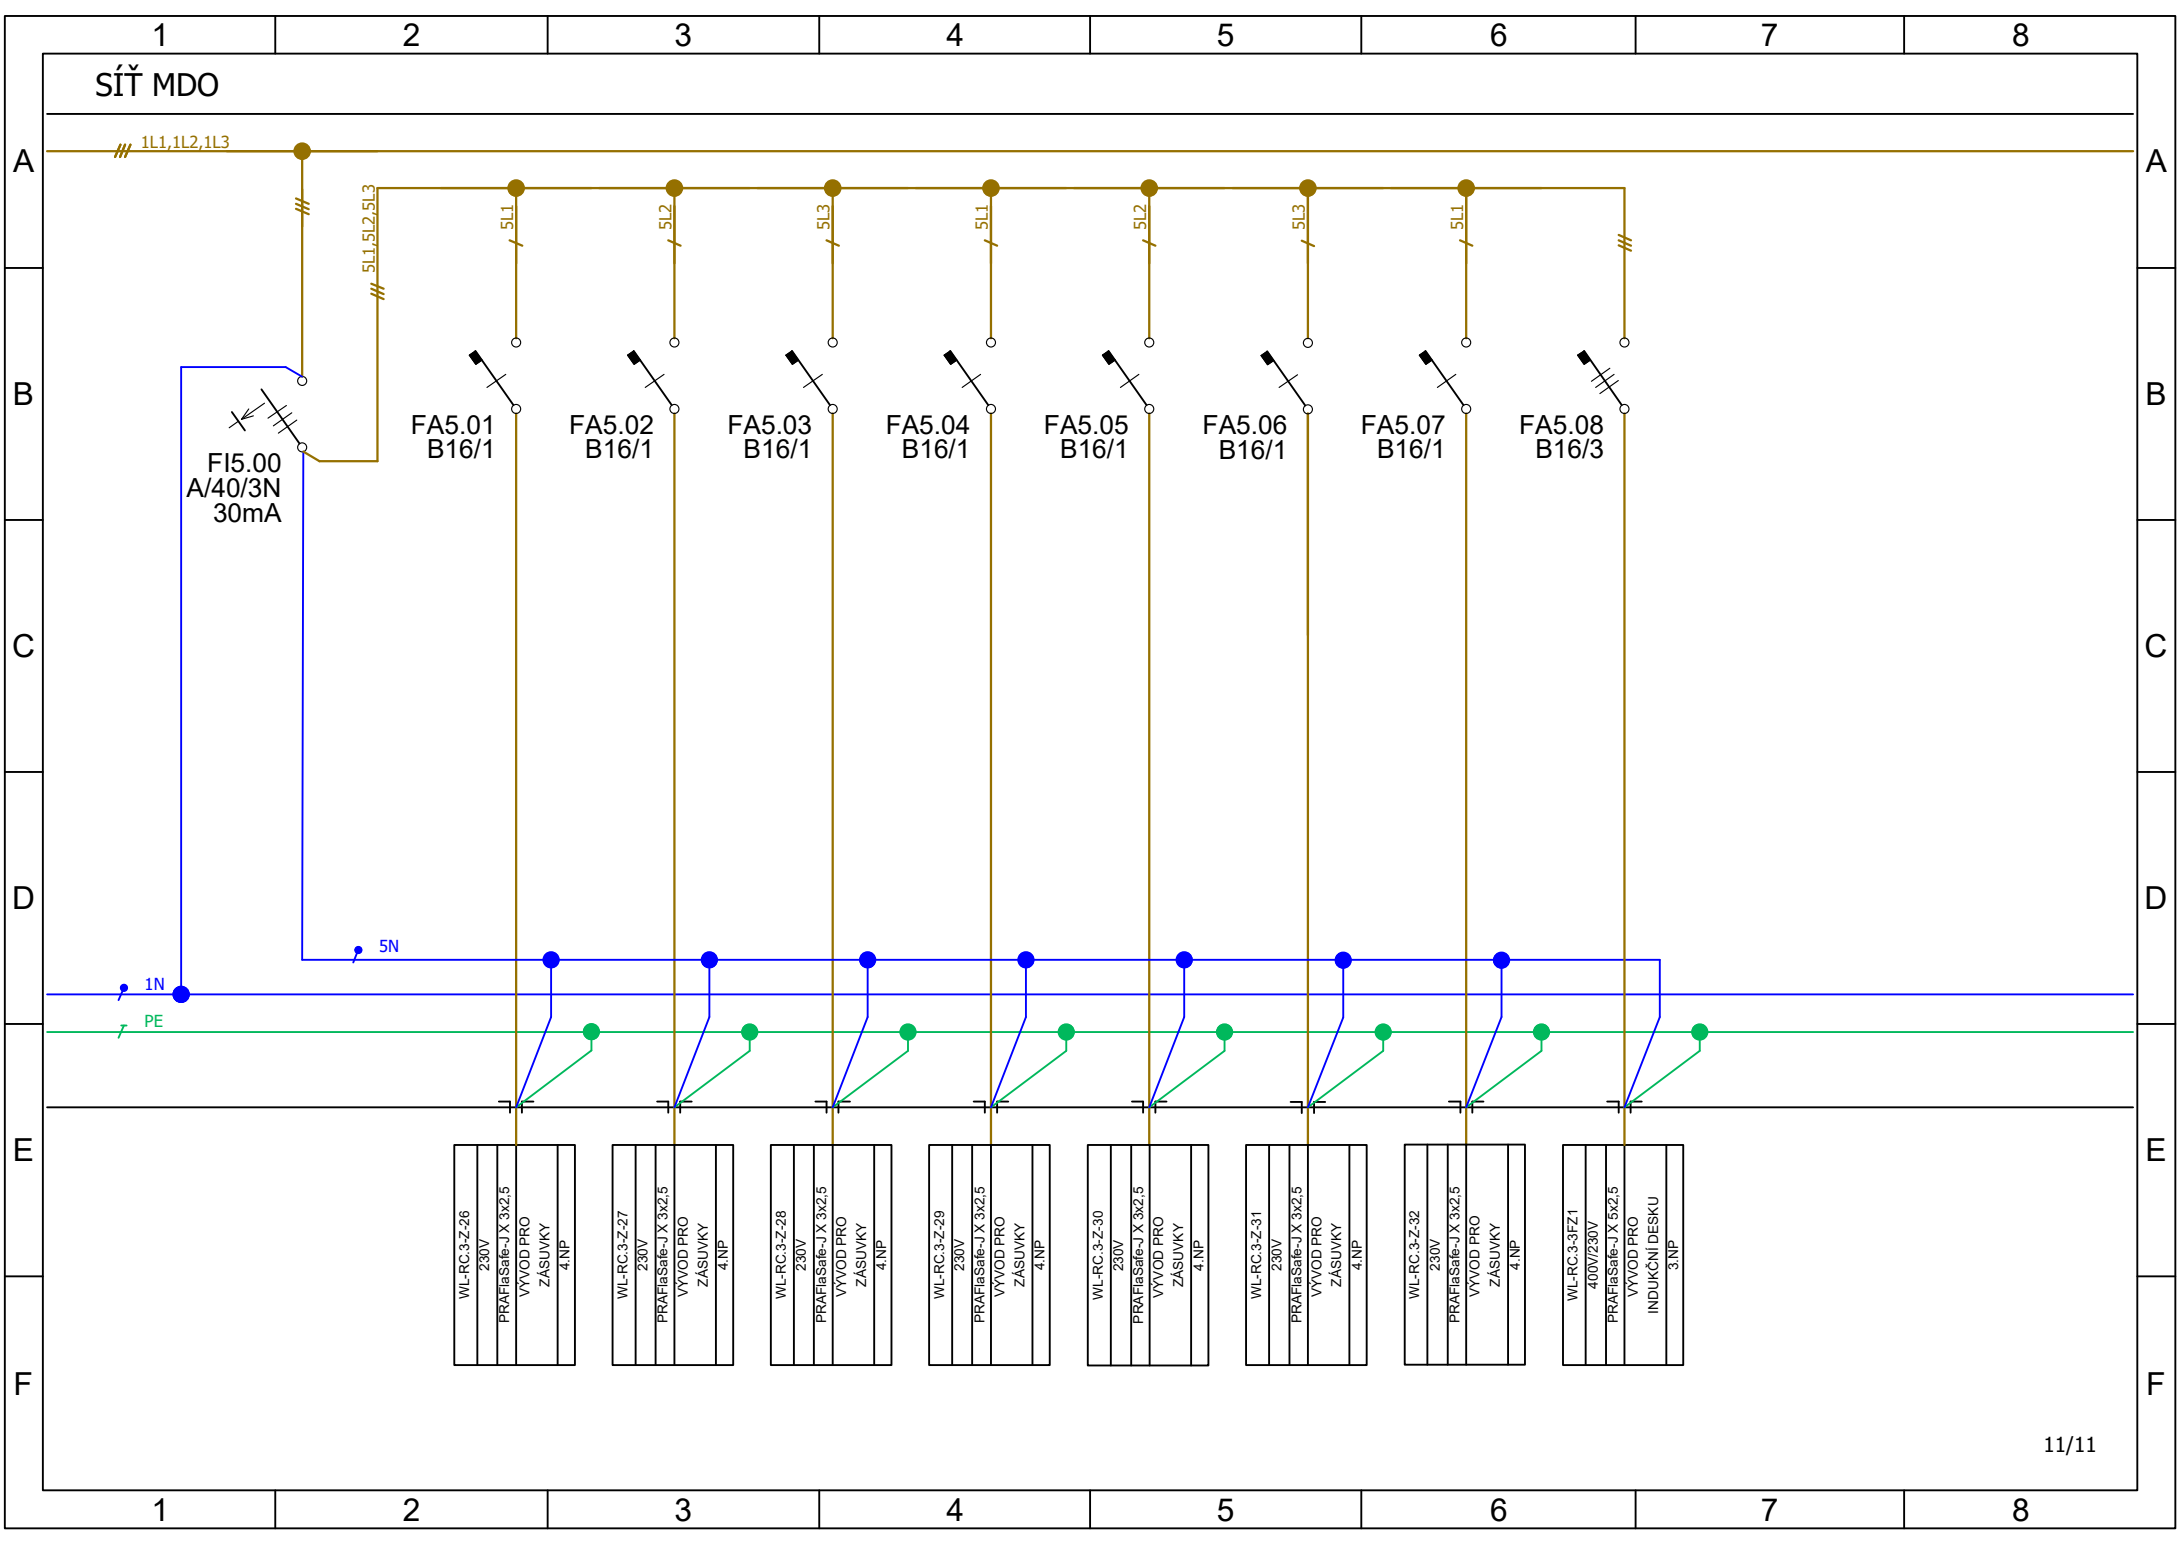 1 2 3 4 5 6 7 8
SÍŤ MDO
A A
1L1,1L2,1L3
5L1,5L2,5L3
5L1 5L2 5L3 5L1 5L2 5L3 5L1
B B
FI5.00
A/40/3N
30mA
FA5.01
B16/1
FA5.02
B16/1
FA5.03
B16/1
FA5.04
B16/1
FA5.05
B16/1
FA5.06
B16/1
FA5.07
B16/1
FA5.08
B16/3
C C
D D
5N
1N
PE
E E
WL-RC.3-Z-26
230V
PRAFlaSafe-J X 3x2,5
VÝVOD PRO
ZÁSUVKY
4.NP
WL-RC.3-Z-27
230V
PRAFlaSafe-J X 3x2,5
VÝVOD PRO
ZÁSUVKY
4.NP
WL-RC.3-Z-28
230V
PRAFlaSafe-J X 3x2,5
VÝVOD PRO
ZÁSUVKY
4.NP
WL-RC.3-Z-29
230V
PRAFlaSafe-J X 3x2,5
VÝVOD PRO
ZÁSUVKY
4.NP
WL-RC.3-Z-30
230V
PRAFlaSafe-J X 3x2,5
VÝVOD PRO
ZÁSUVKY
4.NP
WL-RC.3-Z-31
230V
PRAFlaSafe-J X 3x2,5
VÝVOD PRO
ZÁSUVKY
4.NP
WL-RC.3-Z-32
230V
PRAFlaSafe-J X 3x2,5
VÝVOD PRO
ZÁSUVKY
4.NP
WL-RC.3-3FZ1
400V/230V
PRAFlaSafe-J X 5x2,5
VÝVOD PRO
INDUKČNÍ DESKU
3.NP
F F
11/11
1 2 3 4 5 6 7 8